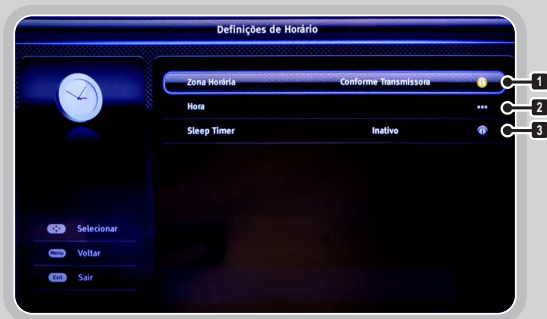 Definições de Horário
Zona Horária Conforme Transmissora 1
Hora ... 2
Sleep Timer Inativo 3
Selecionar
Menu Voltar
Exit Sair